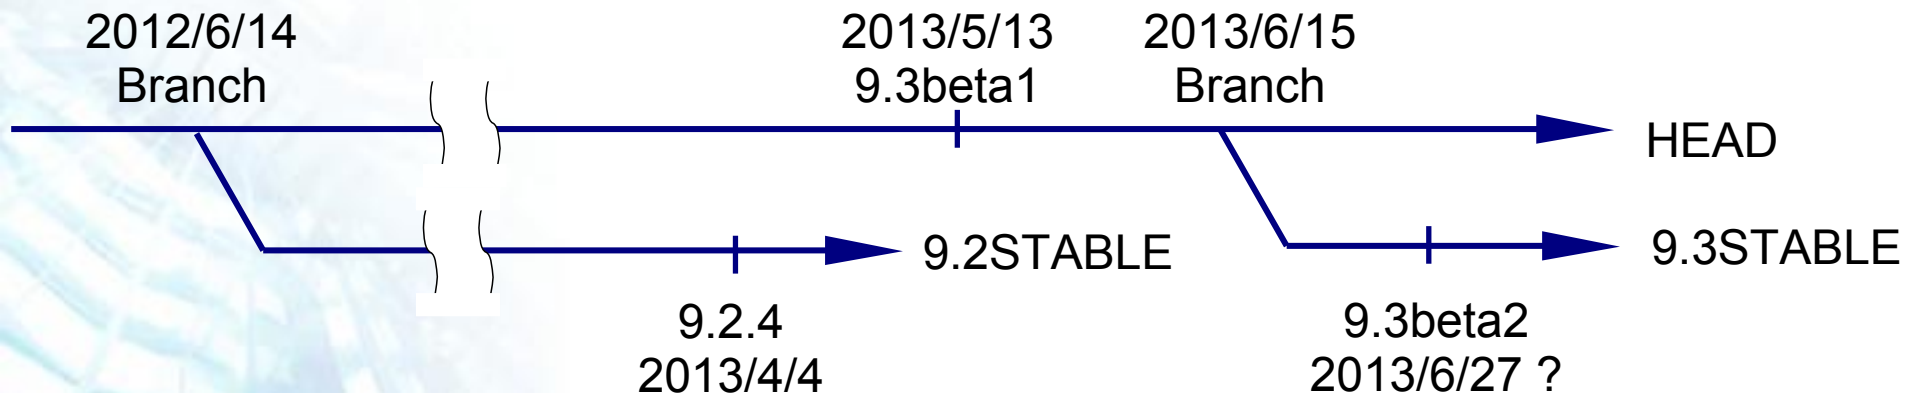 2012/6/14
Branch
2013/5/13
9.3beta1
2013/6/15
Branch
HEAD
9.2STABLE
9.3STABLE
9.2.4
2013/4/4
9.3beta2
2013/6/27 ?